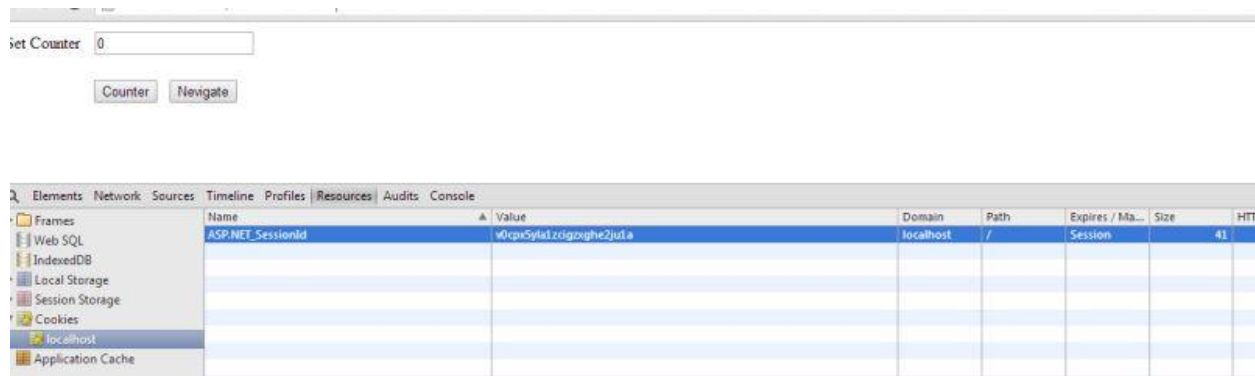 Set Counter 0
Counter Nevigate
Elements Network Sources Timeline Profiles Resources Audits Console
Name Value Domain Path Expires / Ma... Size HTT
Frames
ASP.NET_SessionId localhost / Session 41
Web SQL
IndexedDB
Local Storage
Session Storage
Cookies
localhost
Application Cache